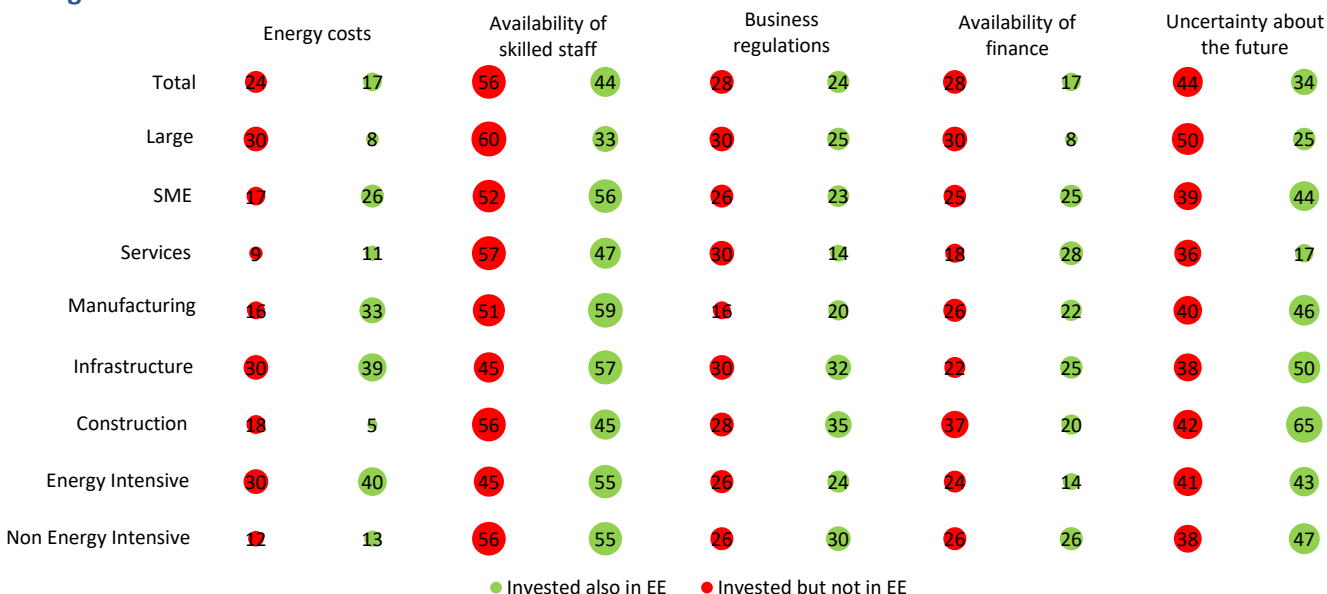 Energy costs
Availability of
skilled staff
Business
regulations
Availability of
finance
Uncertainty about
the future
Total 24 17 56 44 28 24 28 17 44 34
Large 30 8 60 33 30 25 30 8 50 25
SME 17 26 52 56 26 23 25 25 39 44
Services 9 11 57 47 30 14 18 28 36 17
Manufacturing 16 33 51 59 16 20 26 22 40 46
Infrastructure 30 39 45 57 30 32 22 25 38 50
Construction 18 5 56 45 28 35 37 20 42 65
Energy Intensive 30 40 45 55 26 24 24 14 41 43
Non Energy Intensive 12 13 56 55 26 30 26 26 38 47
Invested also in EE Invested but not in EE